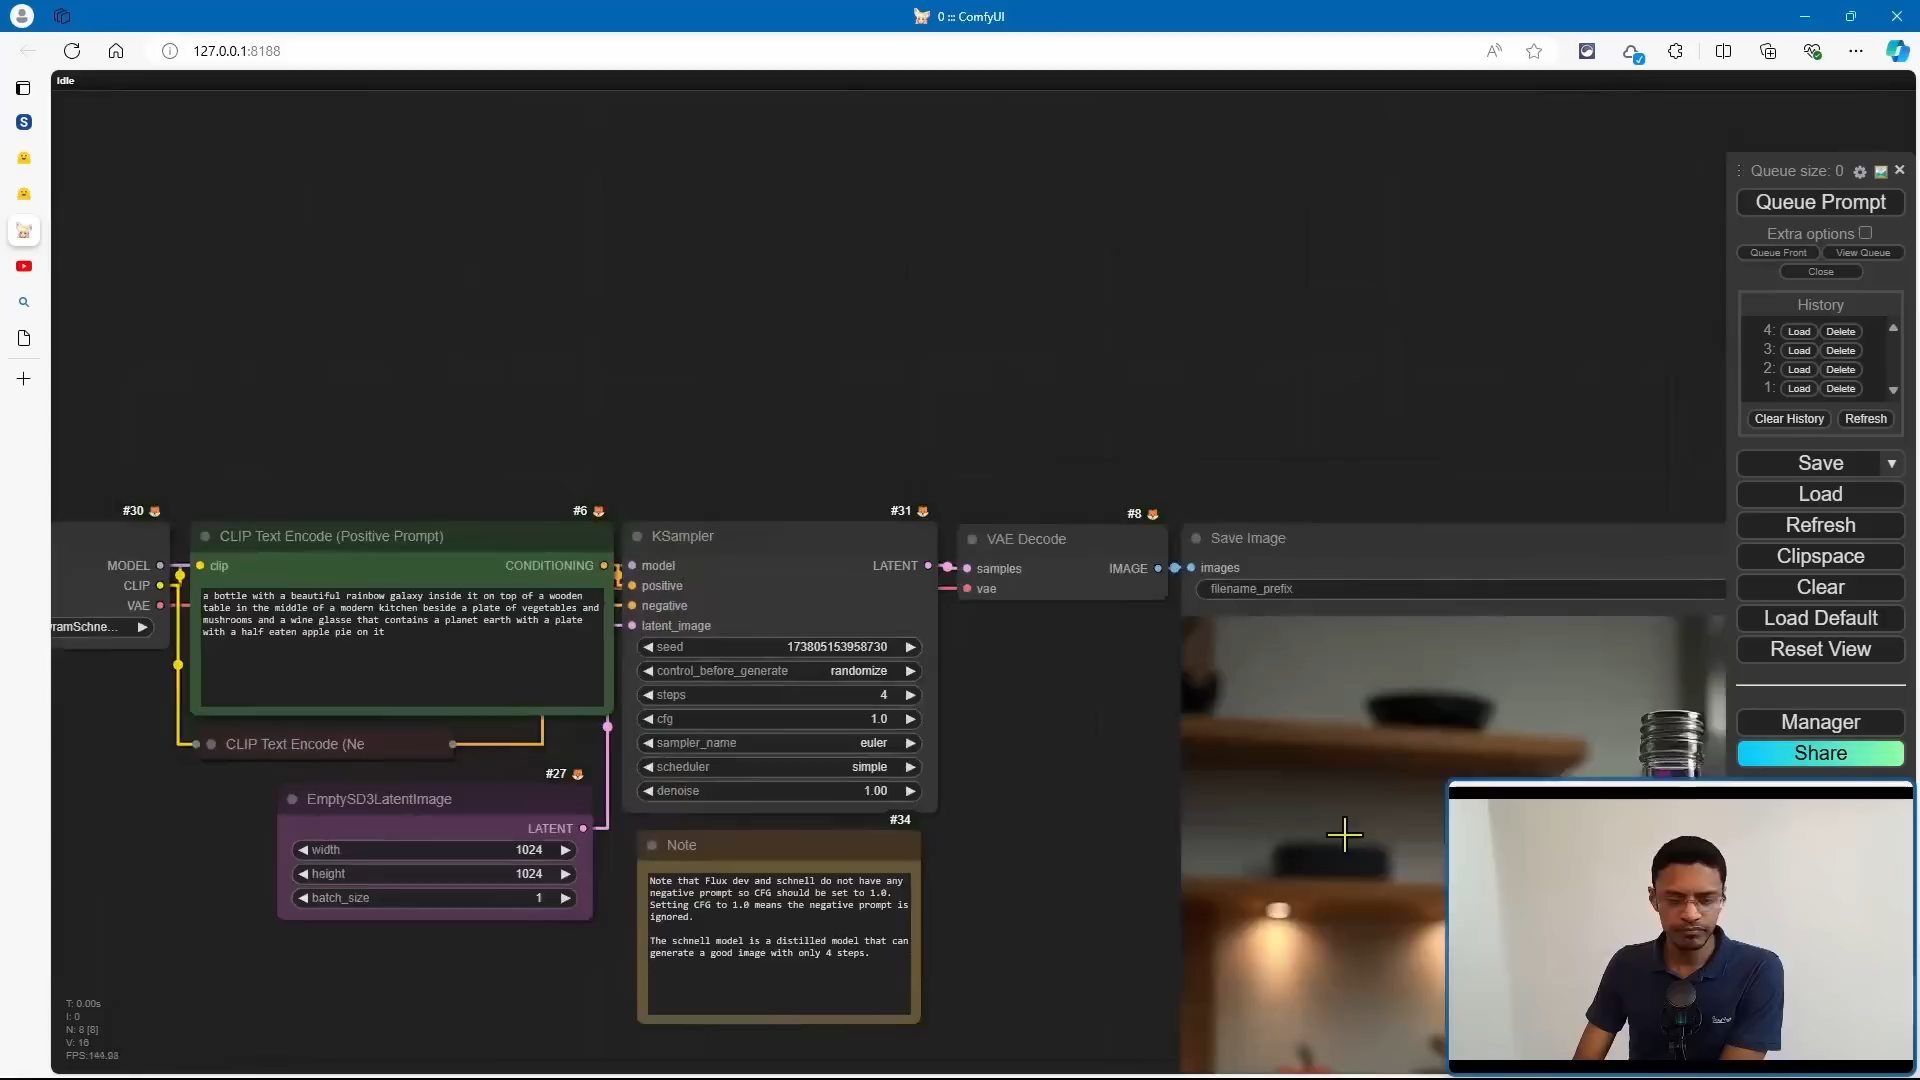 0 ::: ComfyUI
127.0.0.1:8188
Idle
Queue size: 0
Queue Prompt
Extra options
Queue Front
View Queue
Close
History
4: Load Delete
3: Load Delete
2: Load Delete
1: Load Delete
Clear History
Refresh
Save
Load
Refresh
Clipspace
Clear
Load Default
Reset View
Manager
Share
#30
MODEL
CLIP
VAE
ramSchne...
#6
CLIP Text Encode (Positive Prompt)
clip
CONDITIONING
a bottle with a beautiful rainbow galaxy inside it on top of a wooden
table in the middle of a modern kitchen beside a plate of vegetables and
mushrooms and a wine glasse that contains a planet earth with a plate
with a half eaten apple pie on it
CLIP Text Encode (Ne
#27
EmptySD3LatentImage
LATENT
width 1024
height 1024
batch_size 1
#31
KSampler
model
LATENT
positive
negative
latent_image
seed 173805153958730
control_before_generate randomize
steps 4
cfg 1.0
sampler_name euler
scheduler simple
denoise 1.00
#34
Note
Note that Flux dev and schnell do not have any
negative prompt so CFG should be set to 1.0.
Setting CFG to 1.0 means the negative prompt is
ignored.
The schnell model is a distilled model that can
generate a good image with only 4 steps.
#8
VAE Decode
samples
IMAGE
vae
Save Image
images
filename_prefix
T: 0.00s
I: 0
N: 8 [8]
V: 16
FPS:144.93